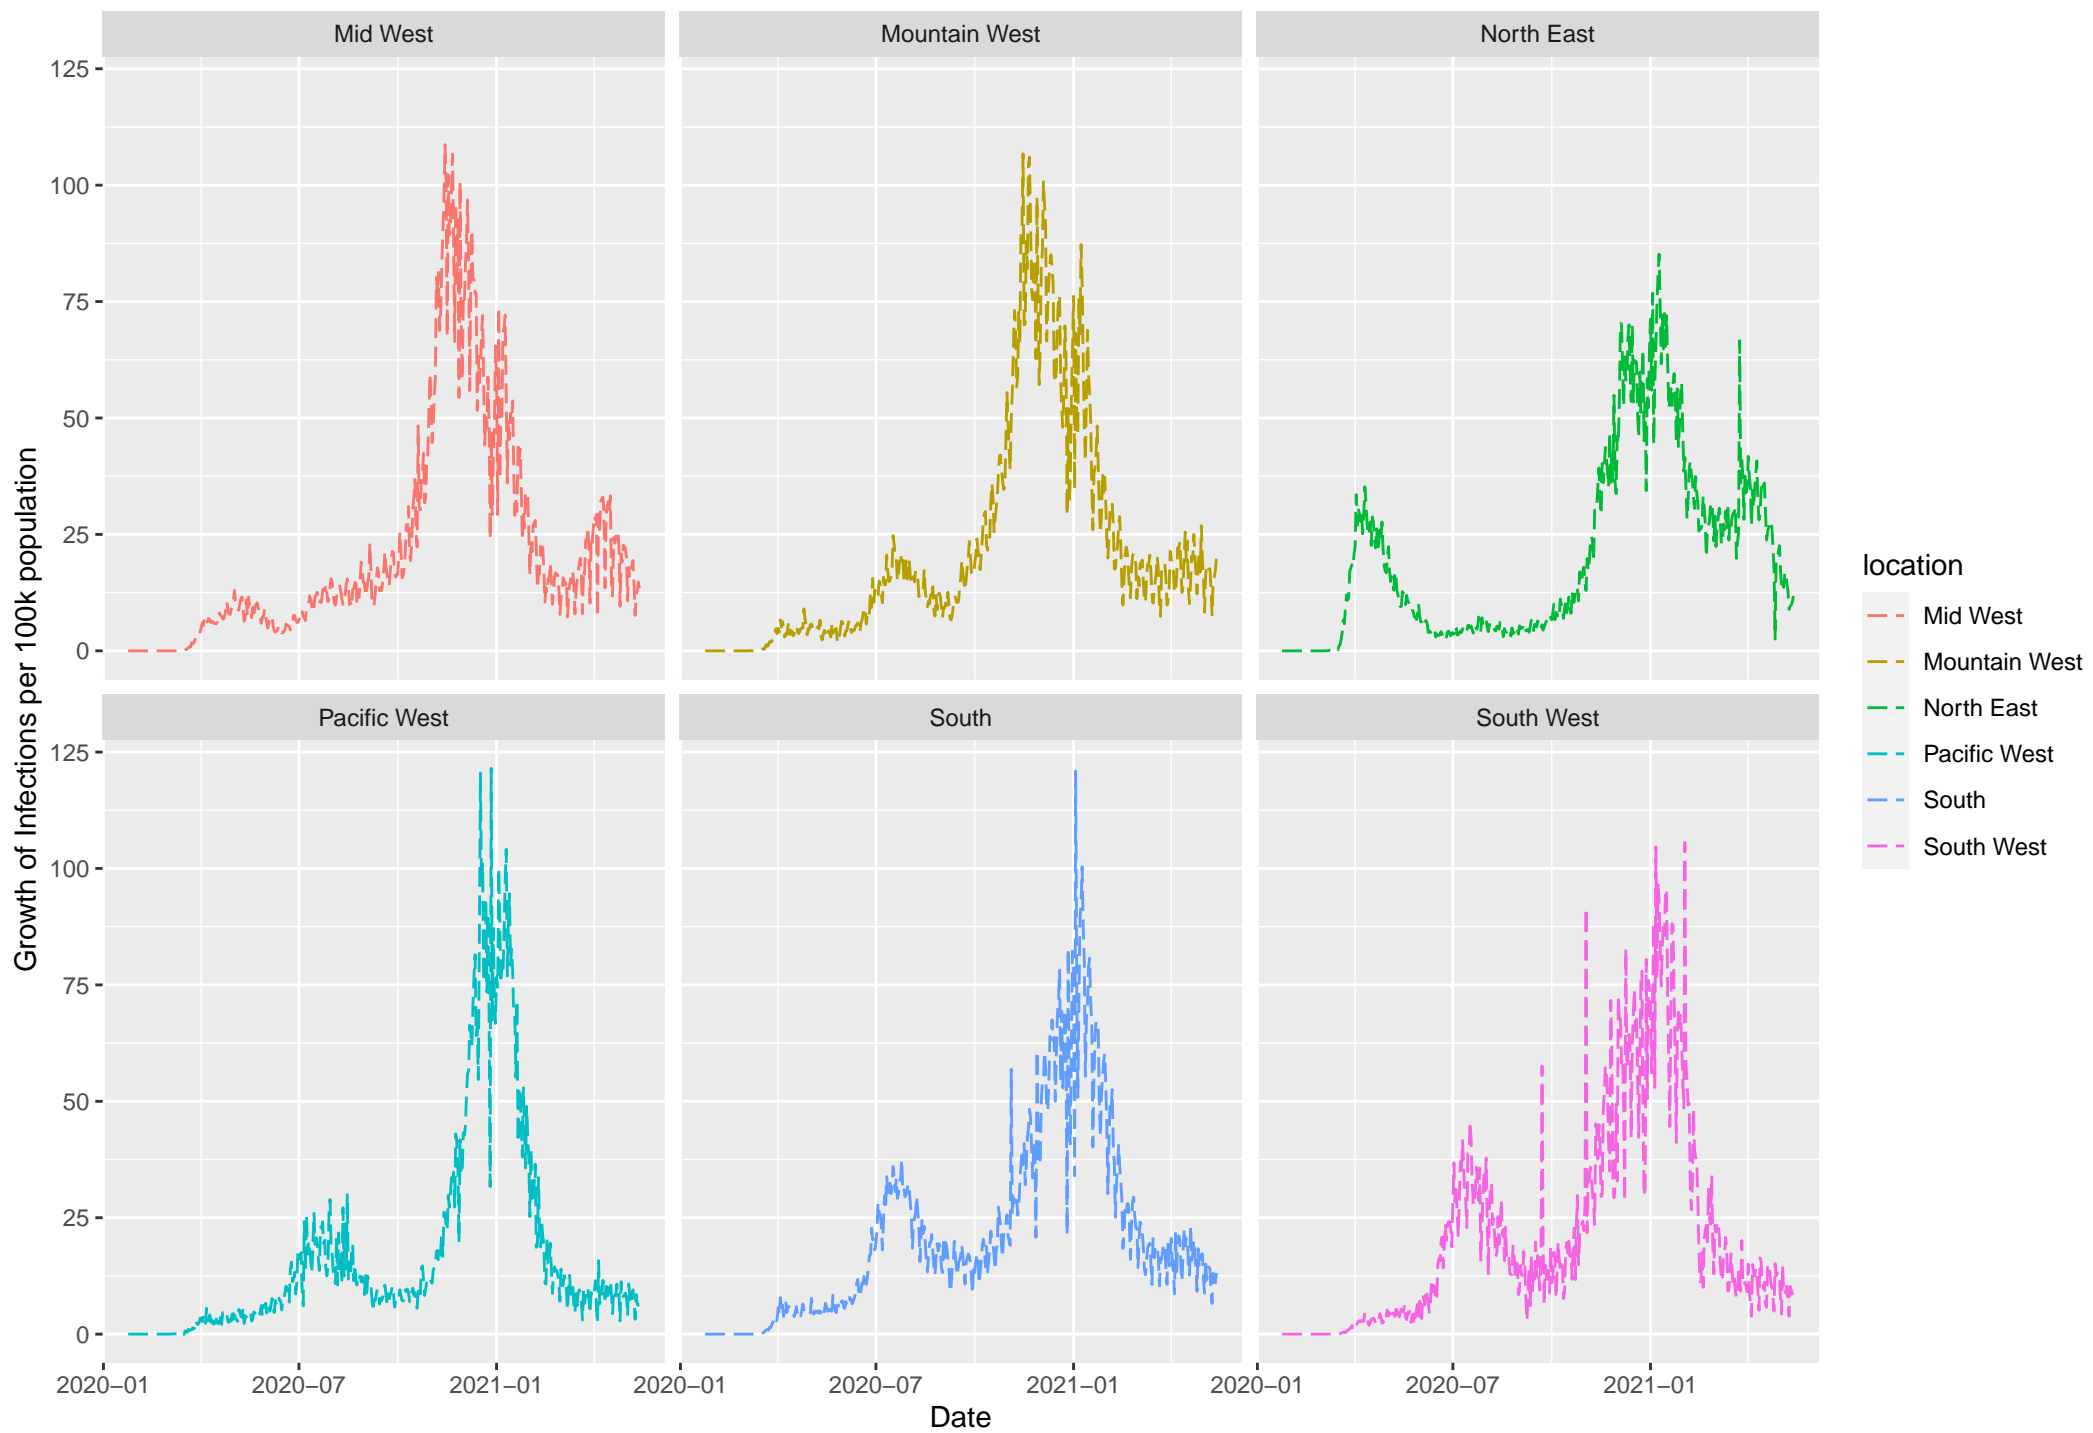 Mid West
Mountain West
North East
125
100
75
50
25
0
Pacific West
South
South West
125
100
75
50
25
0
2020–01
2020–07
2021–01
2020–01
2020–07
2021–01
2020–01
2020–07
2021–01
Date
Growth of Infections per 100k population
location
Mid West
Mountain West
North East
Pacific West
South
South West